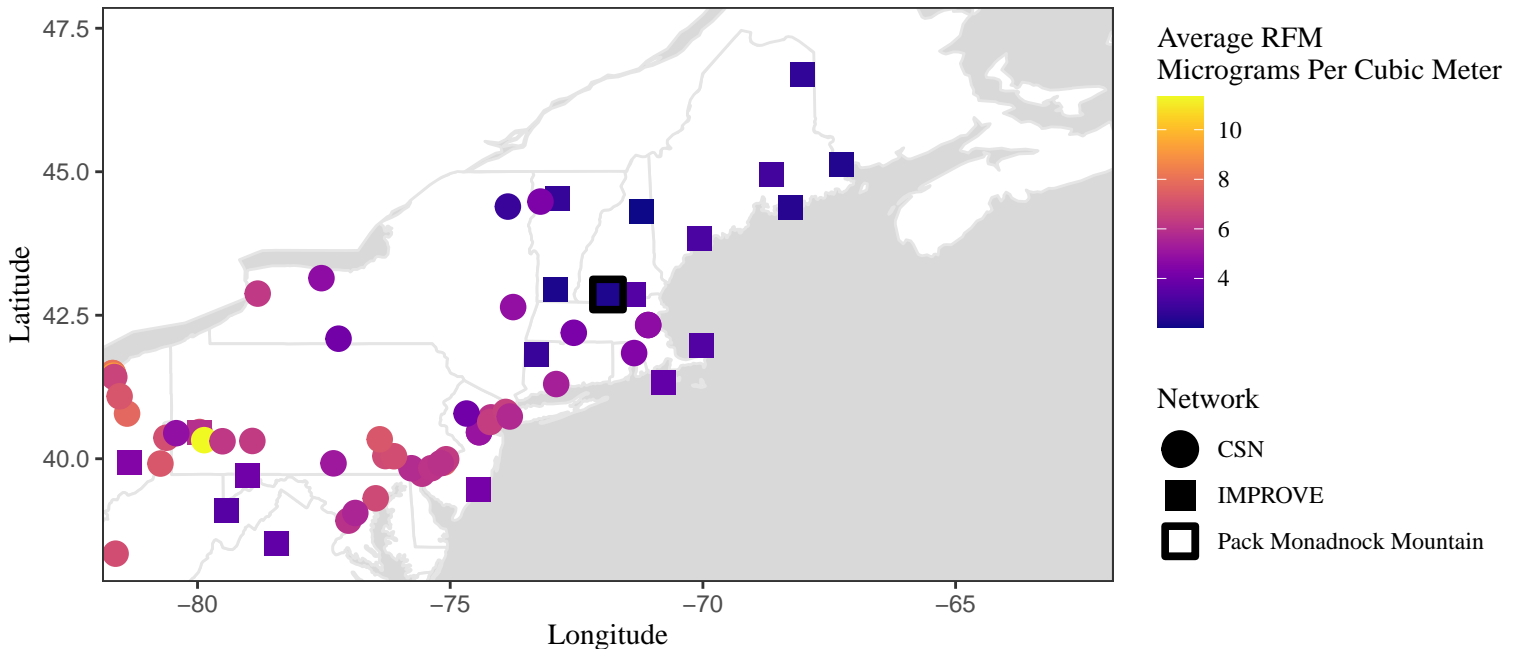 47.5
45.0
42.5
40.0
Latitude
−80
−75
−70
−65
Longitude
Average RFM
Micrograms Per Cubic Meter
10
8
6
4
Network
CSN
IMPROVE
Pack Monadnock Mountain